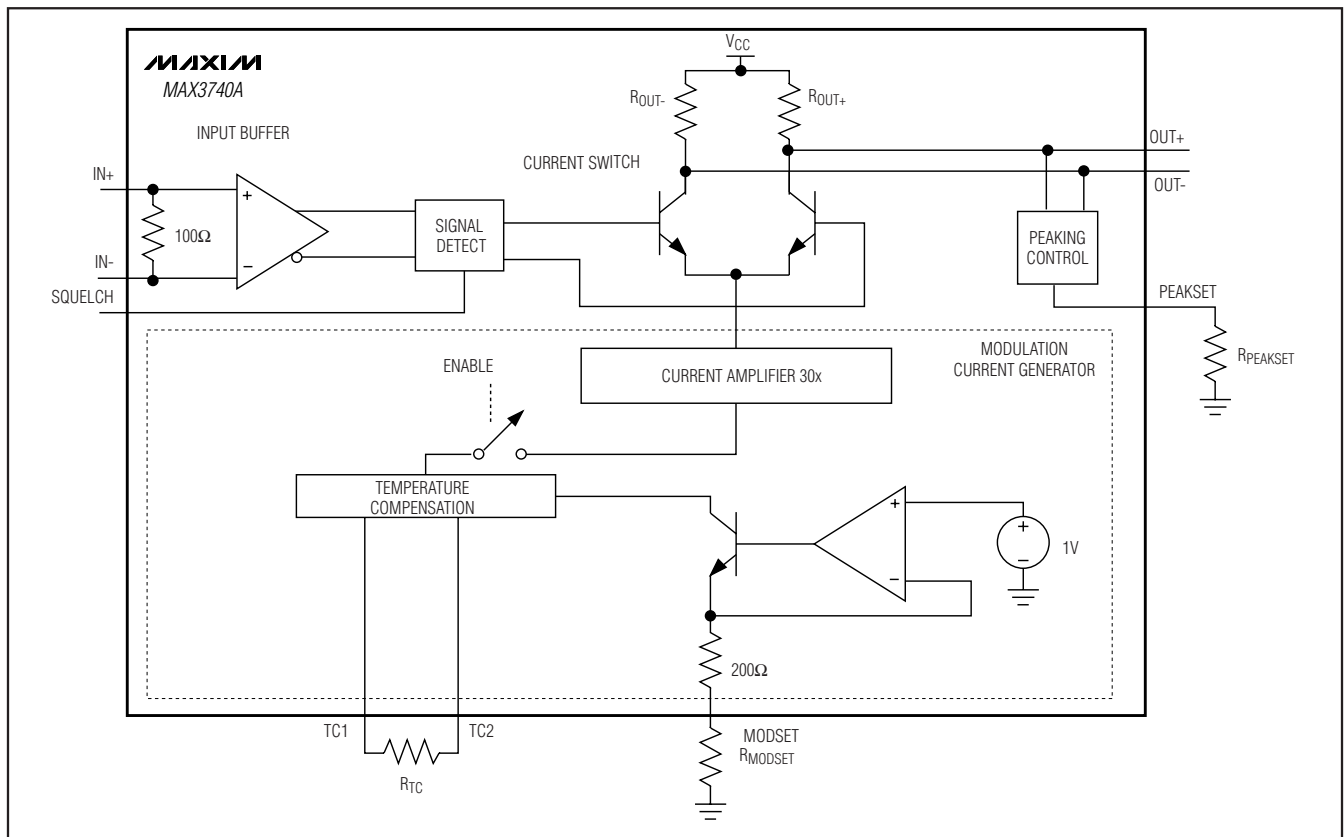 VCC
MAXIM
MAX3740A
ROUT-
ROUT+
INPUT BUFFER
OUT+
CURRENT SWITCH
IN+
OUT-
+
100Ω
SIGNAL
DETECT
PEAKING
CONTROL
IN-
−
SQUELCH
PEAKSET
MODULATION
CURRENT GENERATOR
RPEAKSET
ENABLE
CURRENT AMPLIFIER 30x
TEMPERATURE
COMPENSATION
+
+
1V
−
−
200Ω
TC1
TC2
MODSET
RMODSET
RTC